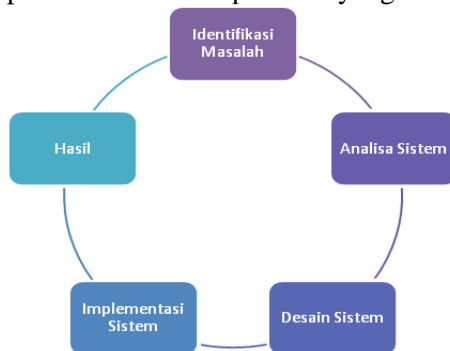 Identifikasi
Masalah
Analisa Sistem
Desain Sistem
Implementasi
Sistem
Hasil